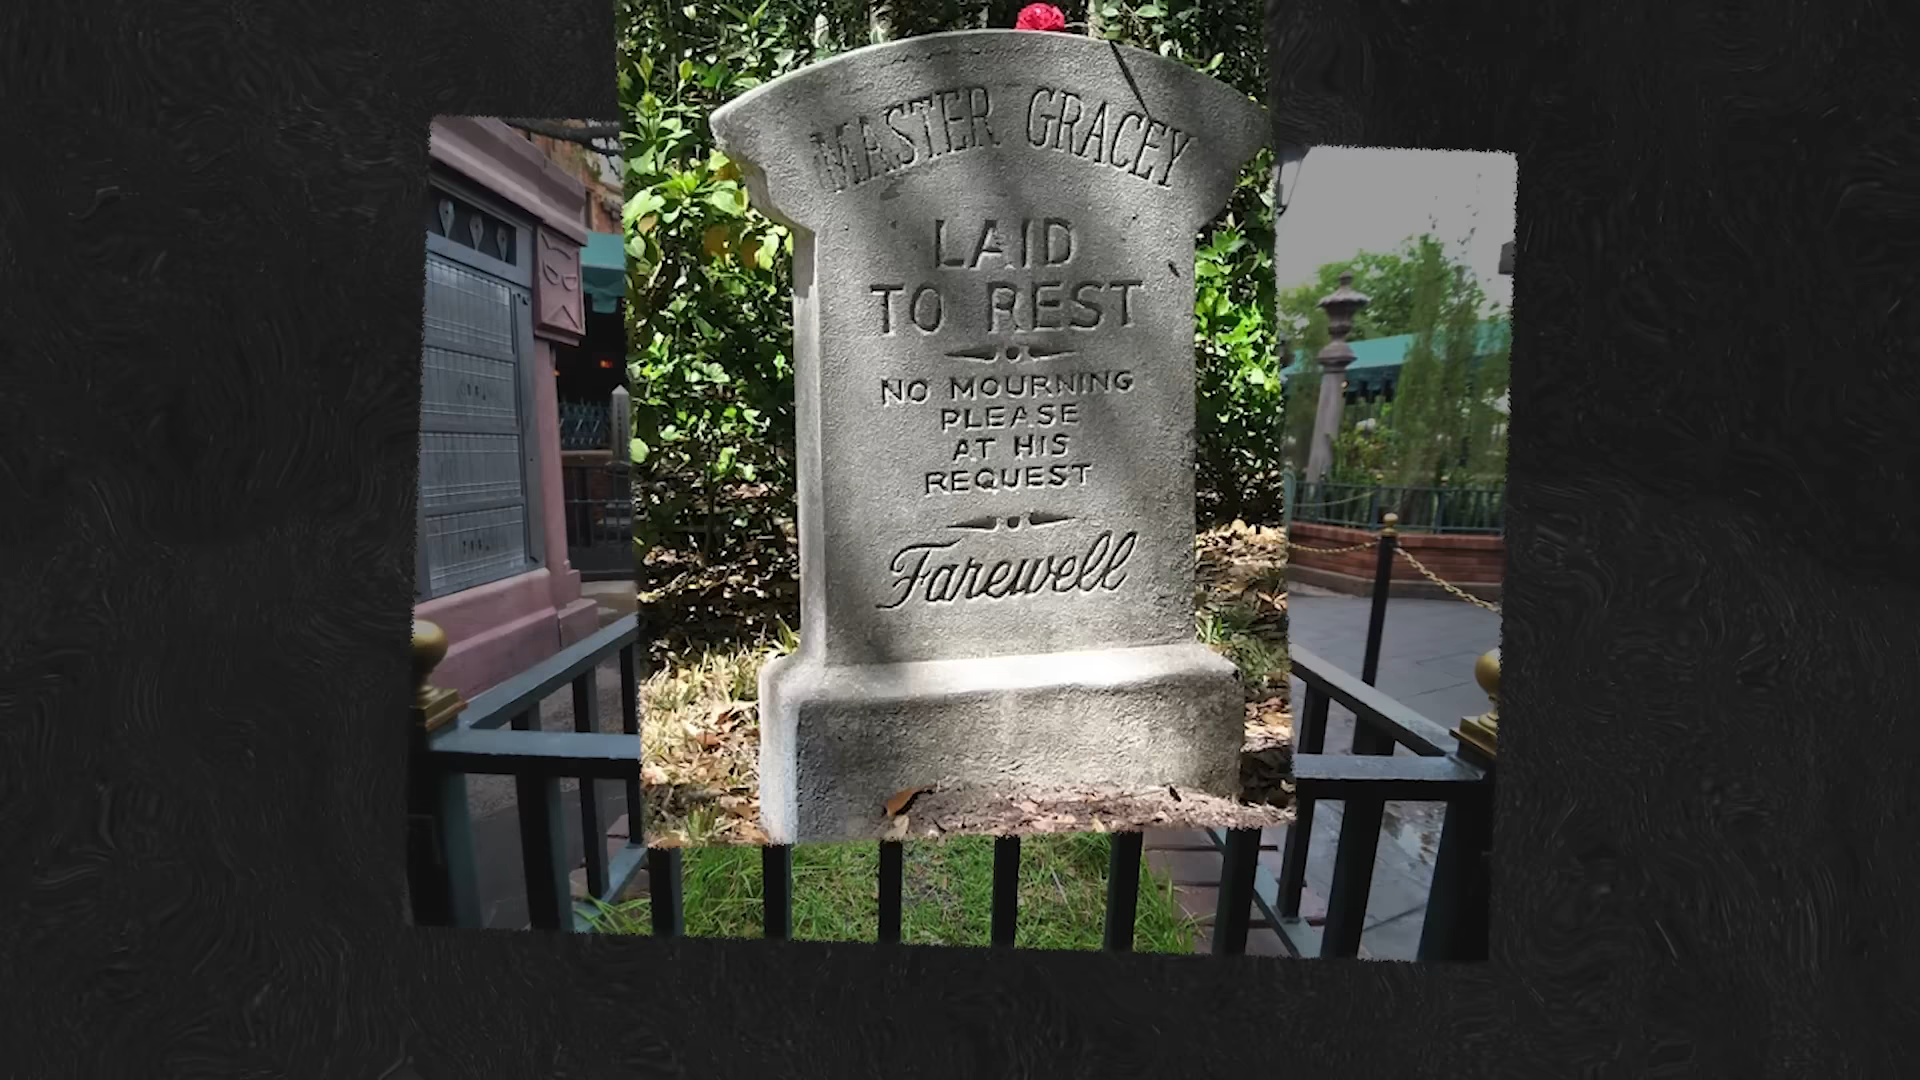 MASTER GRACEY
LAID
TO REST
NO MOURNING
PLEASE
AT HIS
REQUEST
Farewell